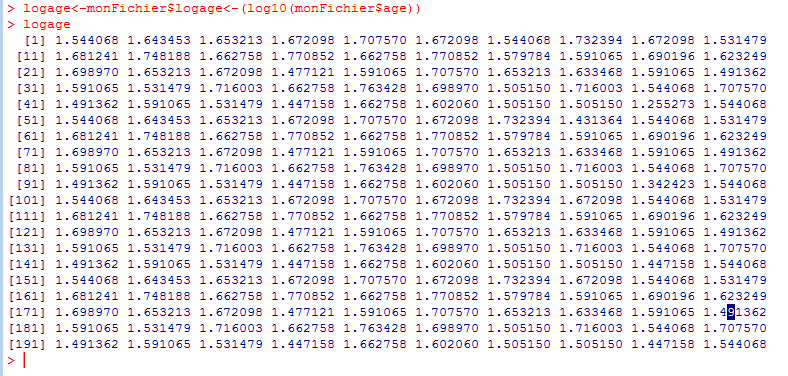 > logage<-monFichier$logage<-(log10(monFichier$age))
> logage
[1] 1.544068 1.643453 1.653213 1.672098 1.707570 1.672098 1.544068 1.732394 1.672098 1.531479
[11] 1.681241 1.748188 1.662758 1.770852 1.662758 1.770852 1.579784 1.591065 1.690196 1.623249
[21] 1.698970 1.653213 1.672098 1.477121 1.591065 1.707570 1.653213 1.633468 1.591065 1.491362
[31] 1.591065 1.531479 1.716003 1.662758 1.763428 1.698970 1.505150 1.716003 1.544068 1.707570
[41] 1.491362 1.591065 1.531479 1.447158 1.662758 1.602060 1.505150 1.505150 1.255273 1.544068
[51] 1.544068 1.643453 1.653213 1.672098 1.707570 1.672098 1.732394 1.431364 1.544068 1.531479
[61] 1.681241 1.748188 1.662758 1.770852 1.662758 1.770852 1.579784 1.591065 1.690196 1.623249
[71] 1.698970 1.653213 1.672098 1.477121 1.591065 1.707570 1.653213 1.633468 1.591065 1.491362
[81] 1.591065 1.531479 1.716003 1.662758 1.763428 1.698970 1.505150 1.716003 1.544068 1.707570
[91] 1.491362 1.591065 1.531479 1.447158 1.662758 1.602060 1.505150 1.505150 1.342423 1.544068
[101] 1.544068 1.643453 1.653213 1.672098 1.707570 1.672098 1.732394 1.672098 1.544068 1.531479
[111] 1.681241 1.748188 1.662758 1.770852 1.662758 1.770852 1.579784 1.591065 1.690196 1.623249
[121] 1.698970 1.653213 1.672098 1.477121 1.591065 1.707570 1.653213 1.633468 1.591065 1.491362
[131] 1.591065 1.531479 1.716003 1.662758 1.763428 1.698970 1.505150 1.716003 1.544068 1.707570
[141] 1.491362 1.591065 1.531479 1.447158 1.662758 1.602060 1.505150 1.505150 1.447158 1.544068
[151] 1.544068 1.643453 1.653213 1.672098 1.707570 1.672098 1.732394 1.672098 1.544068 1.531479
[161] 1.681241 1.748188 1.662758 1.770852 1.662758 1.770852 1.579784 1.591065 1.690196 1.623249
[171] 1.698970 1.653213 1.672098 1.477121 1.591065 1.707570 1.653213 1.633468 1.591065 1.491362
[181] 1.591065 1.531479 1.716003 1.662758 1.763428 1.698970 1.505150 1.716003 1.544068 1.707570
[191] 1.491362 1.591065 1.531479 1.447158 1.662758 1.602060 1.505150 1.505150 1.447158 1.544068
>